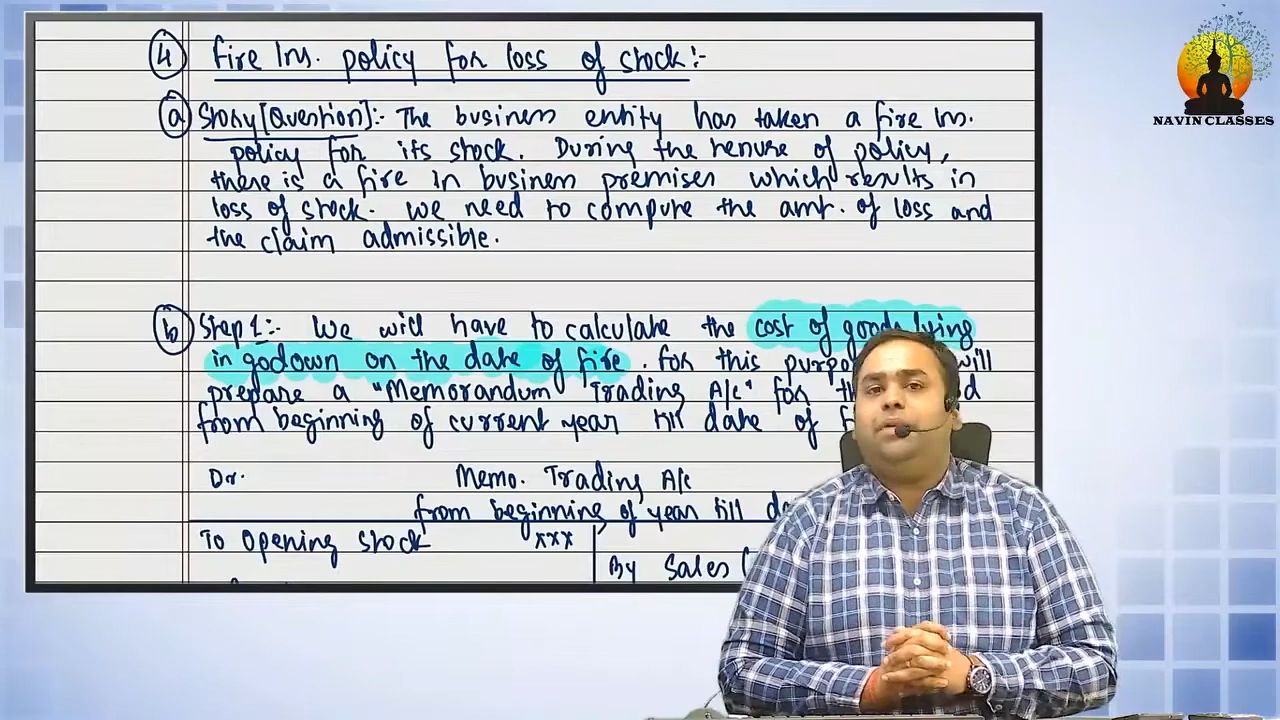 NAVIN CLASSES
④ Fire Ins. policy for loss of stock:-
ⓐ Story [Question]:- The business entity has taken a fire Ins.
policy for its stock. During the tenure of policy,
there is a fire in business premises which results in
loss of stock. We need to compute the amt. of loss and
the claim admissible.
ⓑ Step 1:- We will have to calculate the cost of goods lying
in godown on the date of fire. For this will
prepare a "Memorandum Trading A/c" for
from beginning of current year till date of
Dr. Memo. Trading A/c
from beginning of year till
To Opening stock xxx
By Sales